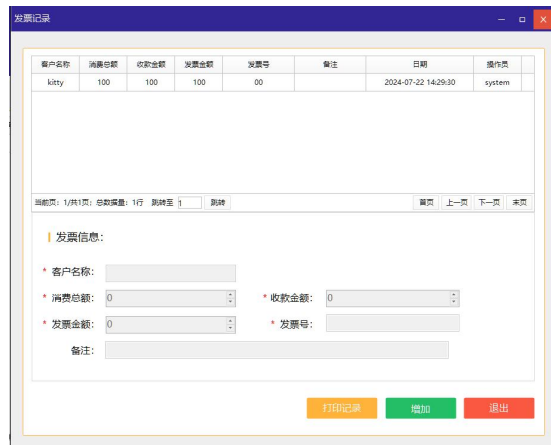 发票记录
客户名称 消费总额 收款金额 发票金额 发票号 备注 日期 操作员
kitty 100 100 100 00 2024-07-22 14:29:30 system
当前页：1/共1页；总数据量：1行 跳转至 1 跳转 首页 上一页 下一页 末页
发票信息：
* 客户名称：
* 消费总额： 0 * 收款金额： 0
* 发票金额： 0 * 发票号：
备注：
打印记录 增加 退出